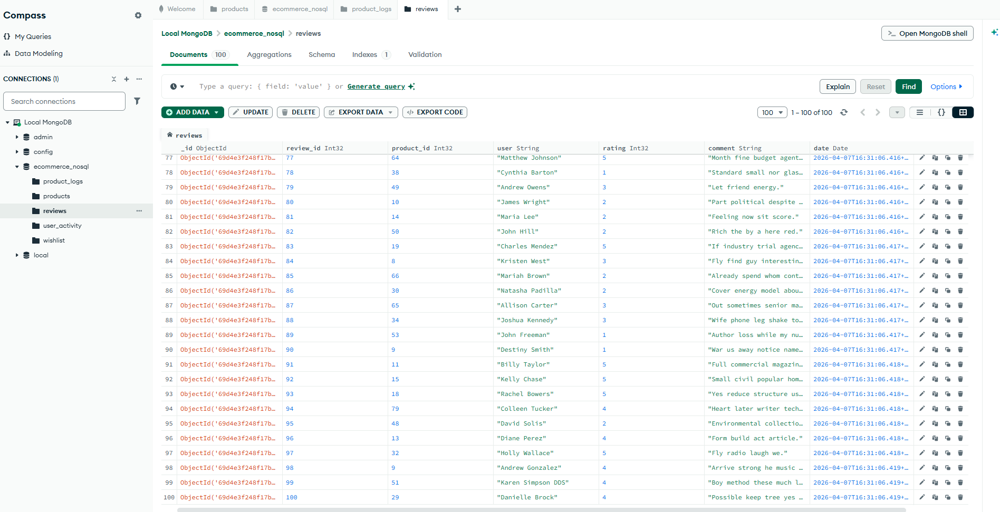 Compass
My Queries
Data Modeling
CONNECTIONS (1)
Search connections
Local MongoDB
admin
config
ecommerce_nosql
product_logs
products
reviews
user_activity
wishlist
local
Welcome products ecommerce_nosql product_logs reviews
Local MongoDB ecommerce_nosql reviews
>_ Open MongoDB shell
Documents 100 Aggregations Schema Indexes 1 Validation
Type a query: { field: 'value' } or Generate query
Explain Reset Find Options
ADD DATA UPDATE DELETE EXPORT DATA EXPORT CODE
100 1 – 100 of 100
reviews
_id ObjectId review_id Int32 product_id Int32 user String rating Int32 comment String date Date
77 ObjectId('69d4e3f248f17b… 77 64 "Matthew Johnson" 5 "Month fine budget agent… 2026-04-07T16:31:06.416+…
78 ObjectId('69d4e3f248f17b… 78 38 "Cynthia Barton" 1 "Standard small nor glas… 2026-04-07T16:31:06.416+…
79 ObjectId('69d4e3f248f17b… 79 49 "Andrew Owens" 3 "Let friend energy." 2026-04-07T16:31:06.416+…
80 ObjectId('69d4e3f248f17b… 80 10 "James Wright" 2 "Part political despite … 2026-04-07T16:31:06.416+…
81 ObjectId('69d4e3f248f17b… 81 14 "Maria Lee" 2 "Feeling now sit score." 2026-04-07T16:31:06.416+…
82 ObjectId('69d4e3f248f17b… 82 50 "John Hill" 2 "Rich the by a here red." 2026-04-07T16:31:06.416+…
83 ObjectId('69d4e3f248f17b… 83 19 "Charles Mendez" 5 "If industry trial agenc… 2026-04-07T16:31:06.417+…
84 ObjectId('69d4e3f248f17b… 84 8 "Kristen West" 3 "Fly find guy interestin… 2026-04-07T16:31:06.417+…
85 ObjectId('69d4e3f248f17b… 85 66 "Mariah Brown" 2 "Already spend whom cont… 2026-04-07T16:31:06.417+…
86 ObjectId('69d4e3f248f17b… 86 30 "Natasha Padilla" 2 "Cover energy model abou… 2026-04-07T16:31:06.417+…
87 ObjectId('69d4e3f248f17b… 87 65 "Allison Carter" 3 "Out sometimes senior ma… 2026-04-07T16:31:06.417+…
88 ObjectId('69d4e3f248f17b… 88 34 "Joshua Kennedy" 3 "Wife phone leg shake to… 2026-04-07T16:31:06.417+…
89 ObjectId('69d4e3f248f17b… 89 53 "John Freeman" 1 "Author loss while my nu… 2026-04-07T16:31:06.417+…
90 ObjectId('69d4e3f248f17b… 90 9 "Destiny Smith" 1 "War us away notice name… 2026-04-07T16:31:06.417+…
91 ObjectId('69d4e3f248f17b… 91 11 "Billy Taylor" 5 "Full commercial magazin… 2026-04-07T16:31:06.418+…
92 ObjectId('69d4e3f248f17b… 92 15 "Kelly Chase" 5 "Small civil popular hom… 2026-04-07T16:31:06.418+…
93 ObjectId('69d4e3f248f17b… 93 18 "Rachel Bowers" 5 "Yes reduce structure us… 2026-04-07T16:31:06.418+…
94 ObjectId('69d4e3f248f17b… 94 79 "Colleen Tucker" 4 "Heart later writer tech… 2026-04-07T16:31:06.418+…
95 ObjectId('69d4e3f248f17b… 95 48 "David Solis" 2 "Environmental collectio… 2026-04-07T16:31:06.418+…
96 ObjectId('69d4e3f248f17b… 96 13 "Diane Perez" 4 "Form build act article." 2026-04-07T16:31:06.418+…
97 ObjectId('69d4e3f248f17b… 97 32 "Holly Wallace" 5 "Fly radio laugh we." 2026-04-07T16:31:06.418+…
98 ObjectId('69d4e3f248f17b… 98 9 "Andrew Gonzalez" 4 "Arrive strong he music … 2026-04-07T16:31:06.419+…
99 ObjectId('69d4e3f248f17b… 99 51 "Karen Simpson DDS" 4 "Boy method these much l… 2026-04-07T16:31:06.419+…
100 ObjectId('69d4e3f248f17b… 100 29 "Danielle Brock" 4 "Possible keep tree yes … 2026-04-07T16:31:06.419+…